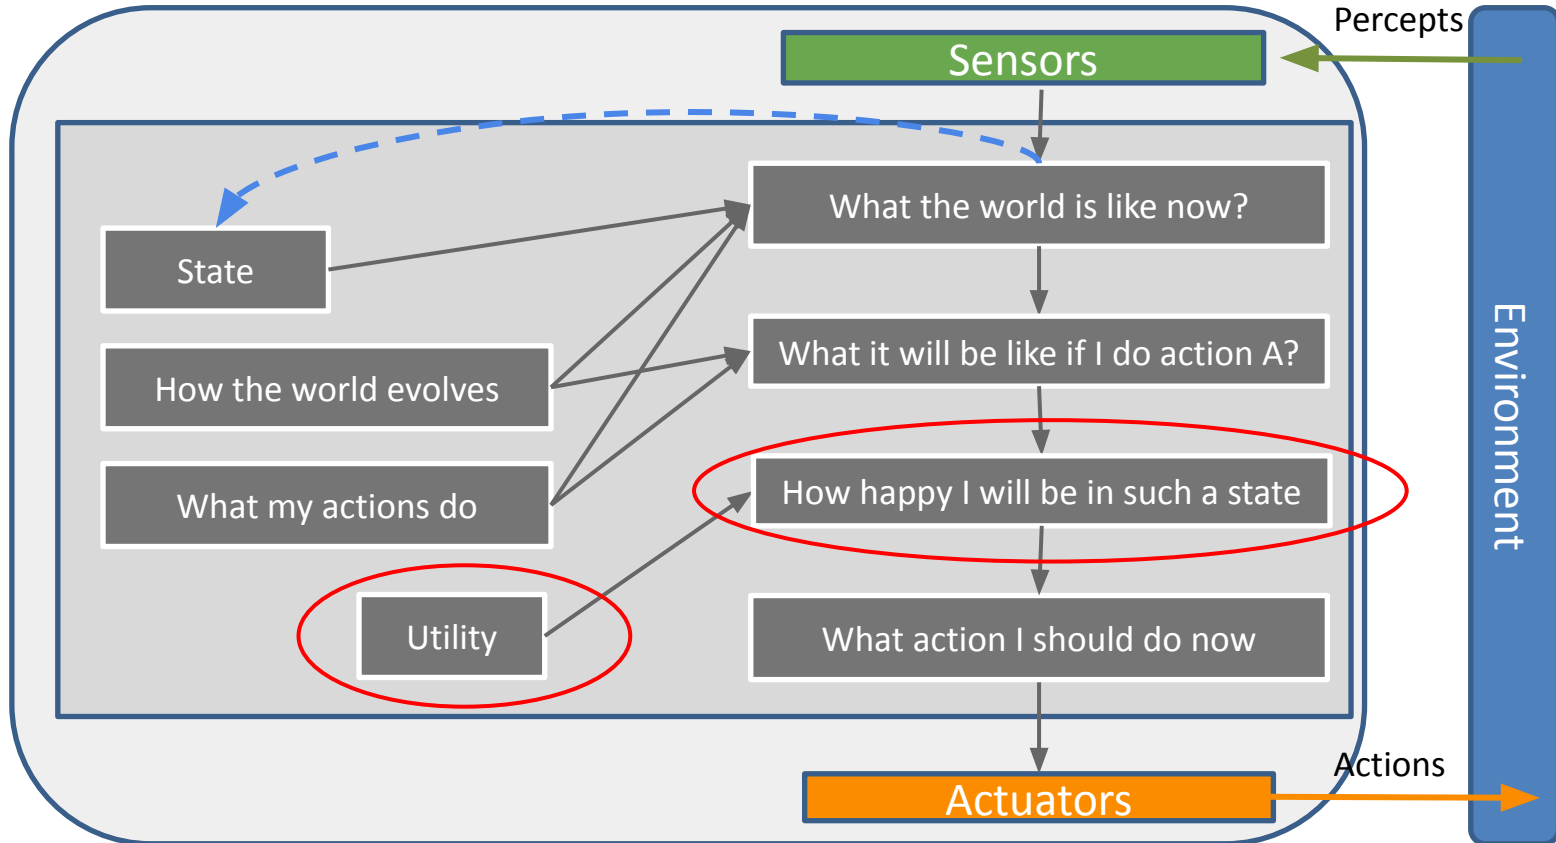 Percepts
Sensors
What the world is like now?
State
What it will be like if I do action A?
How the world evolves
How happy I will be in such a state
What my actions do
Utility
What action I should do now
Environment
Actions
Actuators